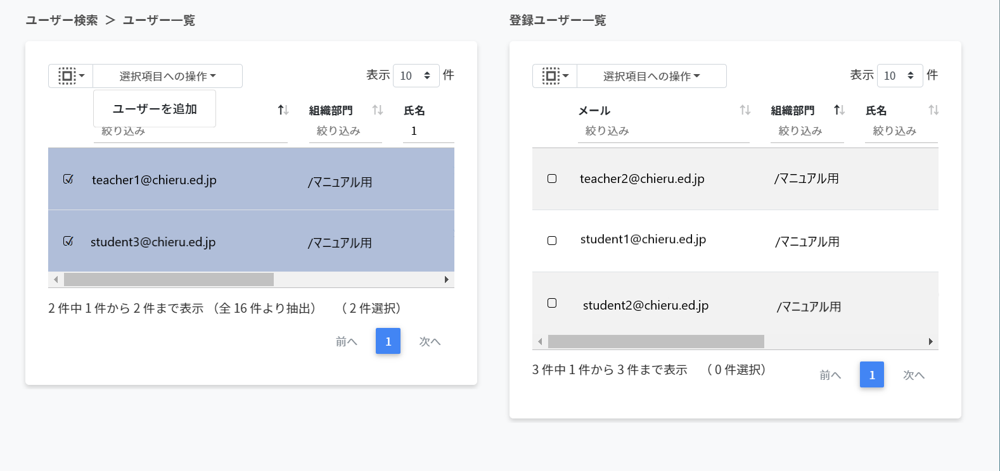 ユーザー検索 ＞ ユーザー一覧
選択項目への操作
表示 10 件
ユーザーを追加
組織部門
氏名
絞り込み
絞り込み
1
teacher1@chieru.ed.jp
/マニュアル用
student3@chieru.ed.jp
/マニュアル用
2 件中 1 件から 2 件まで表示 （全 16 件より抽出） （ 2 件選択）
前へ
1
次へ
登録ユーザー一覧
選択項目への操作
表示 10 件
メール
組織部門
氏名
絞り込み
絞り込み
絞り込み
teacher2@chieru.ed.jp
/マニュアル用
student1@chieru.ed.jp
/マニュアル用
student2@chieru.ed.jp
/マニュアル用
3 件中 1 件から 3 件まで表示 （ 0 件選択）
前へ
1
次へ